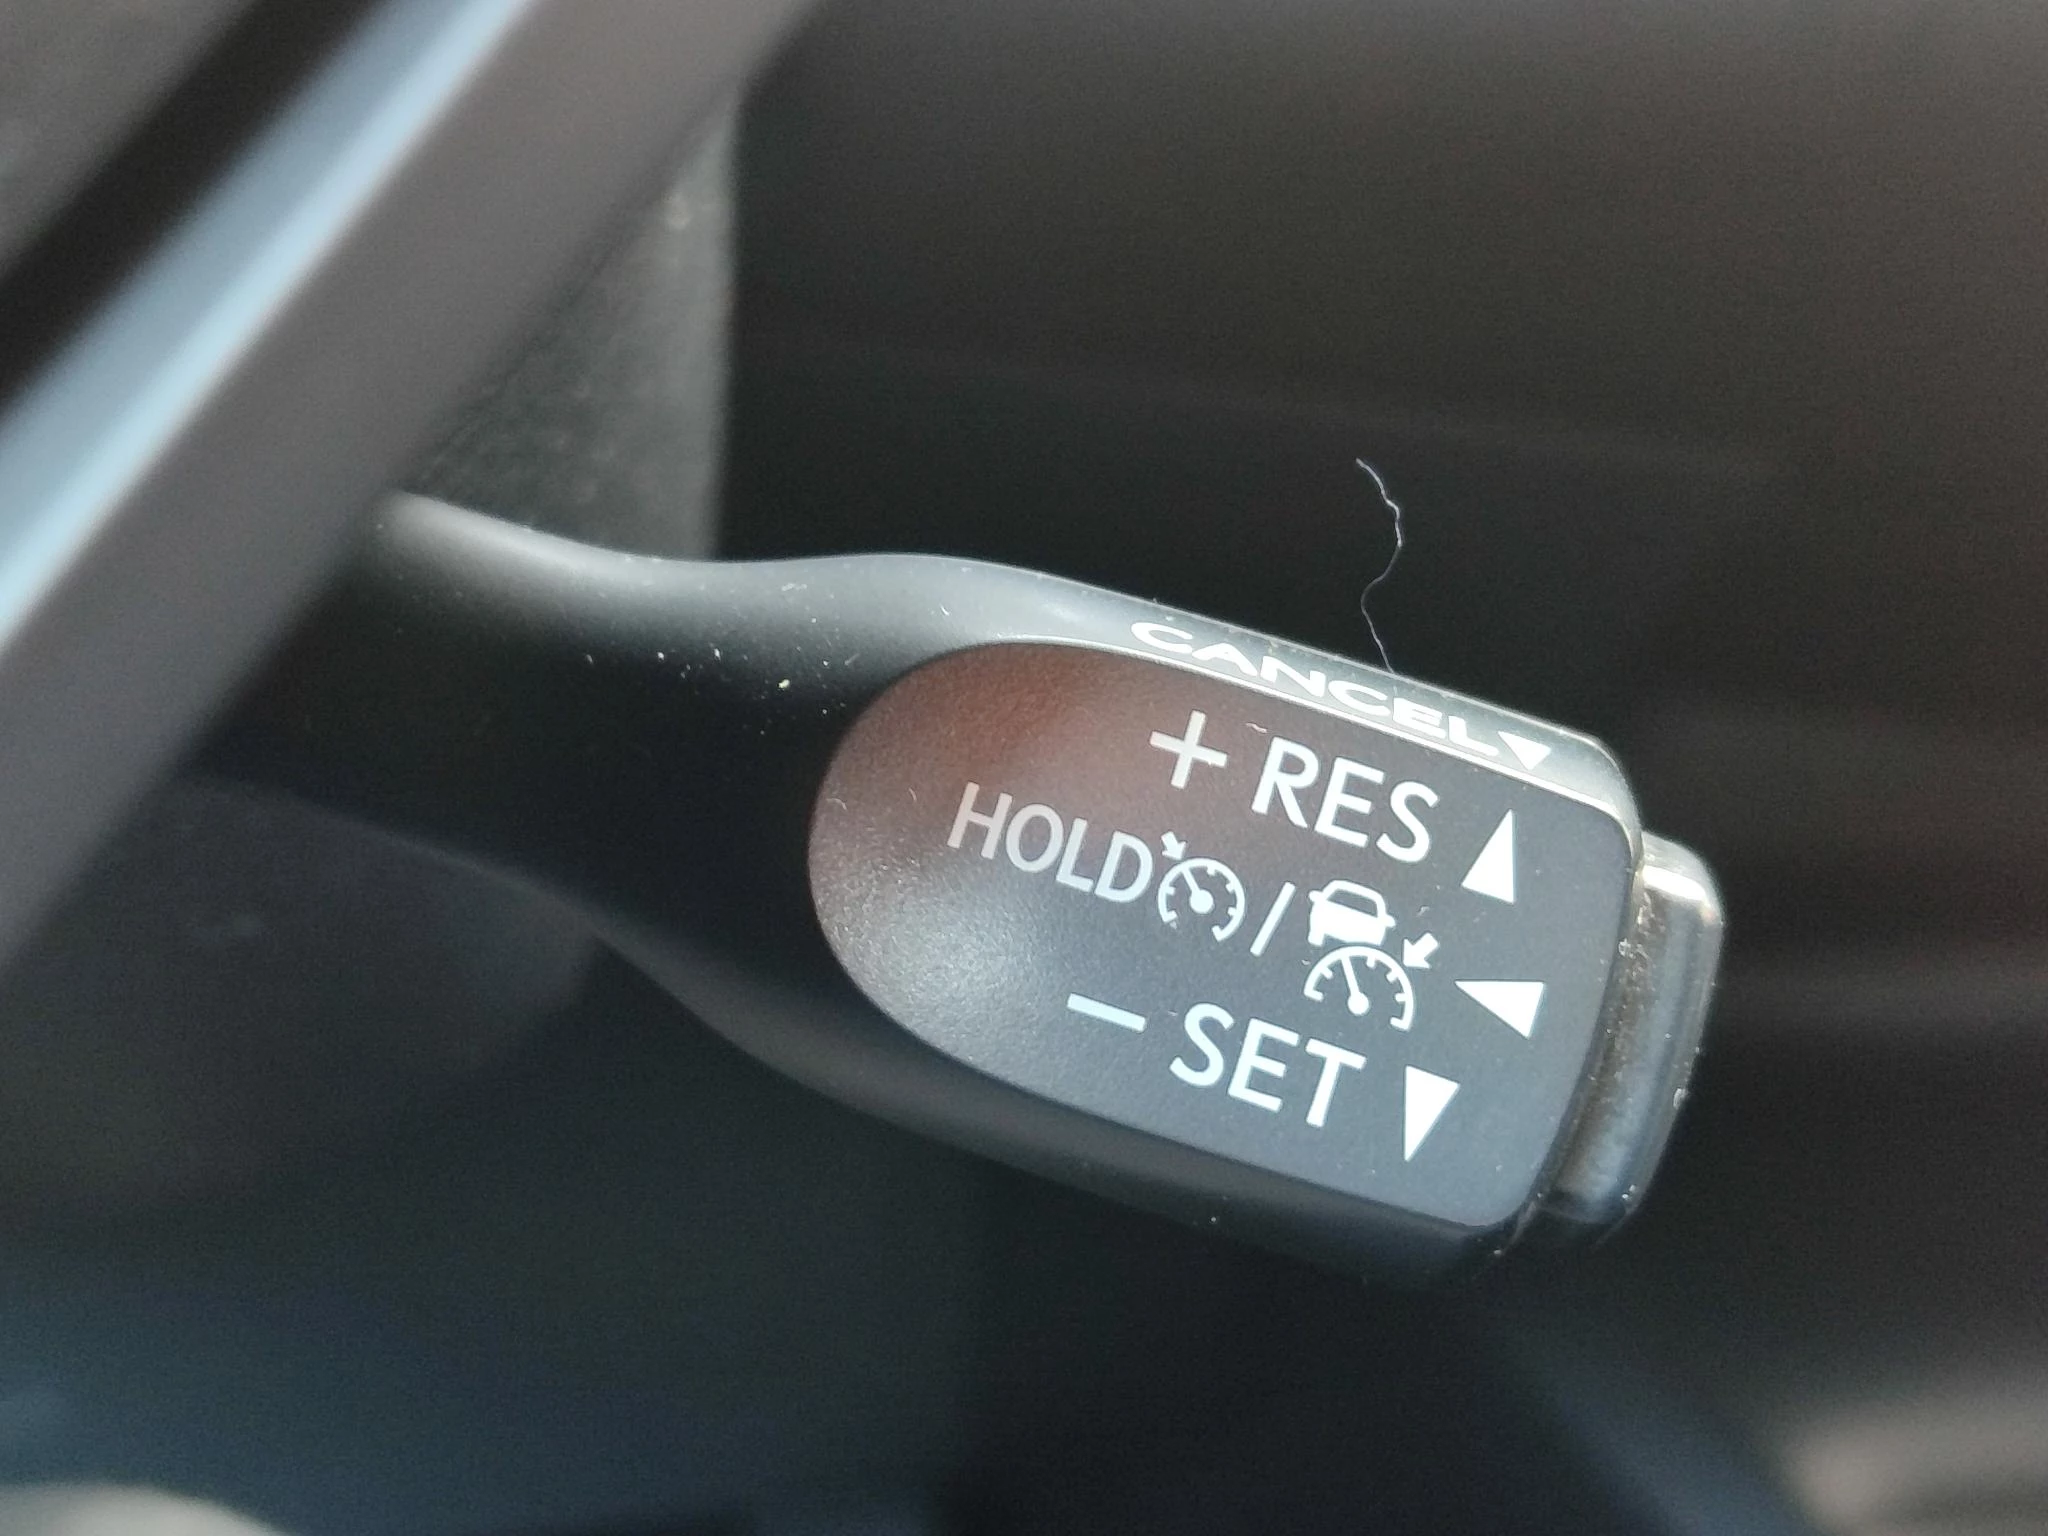 CANCEL
+ RES
HOLD /
− SET